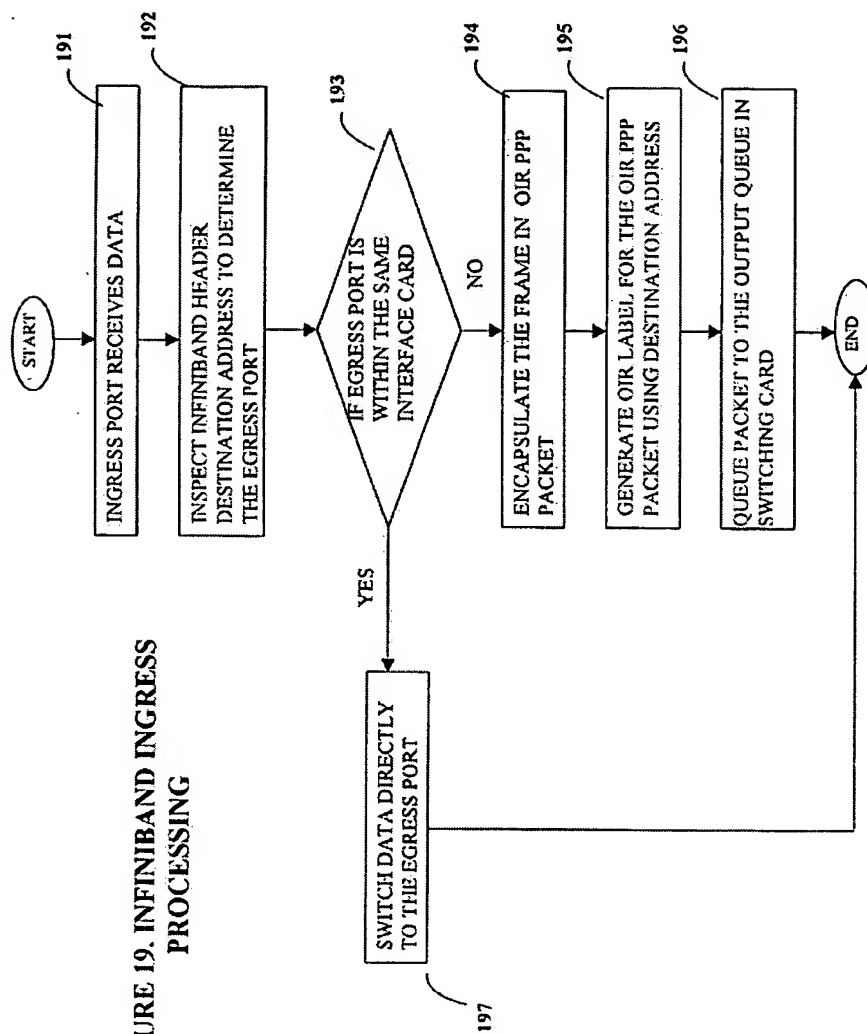 URE 19. INFINIBAND INGRESS
PROCESSING
START
191
INGRESS PORT RECEIVES DATA
192
INSPECT INFINIBAND HEADER
DESTINATION ADDRESS TO DETERMINE
THE EGRESS PORT
193
IF EGRESS PORT IS
WITHIN THE SAME
INTERFACE CARD
YES
NO
197
SWITCH DATA DIRECTLY
TO THE EGRESS PORT
194
ENCAPSULATE THE FRAME IN OIR PPP
PACKET
195
GENERATE OIR LABEL FOR THE OIR PPP
PACKET USING DESTINATION ADDRESS
196
QUEUE PACKET TO THE OUTPUT QUEUE IN
SWITCHING CARD
END